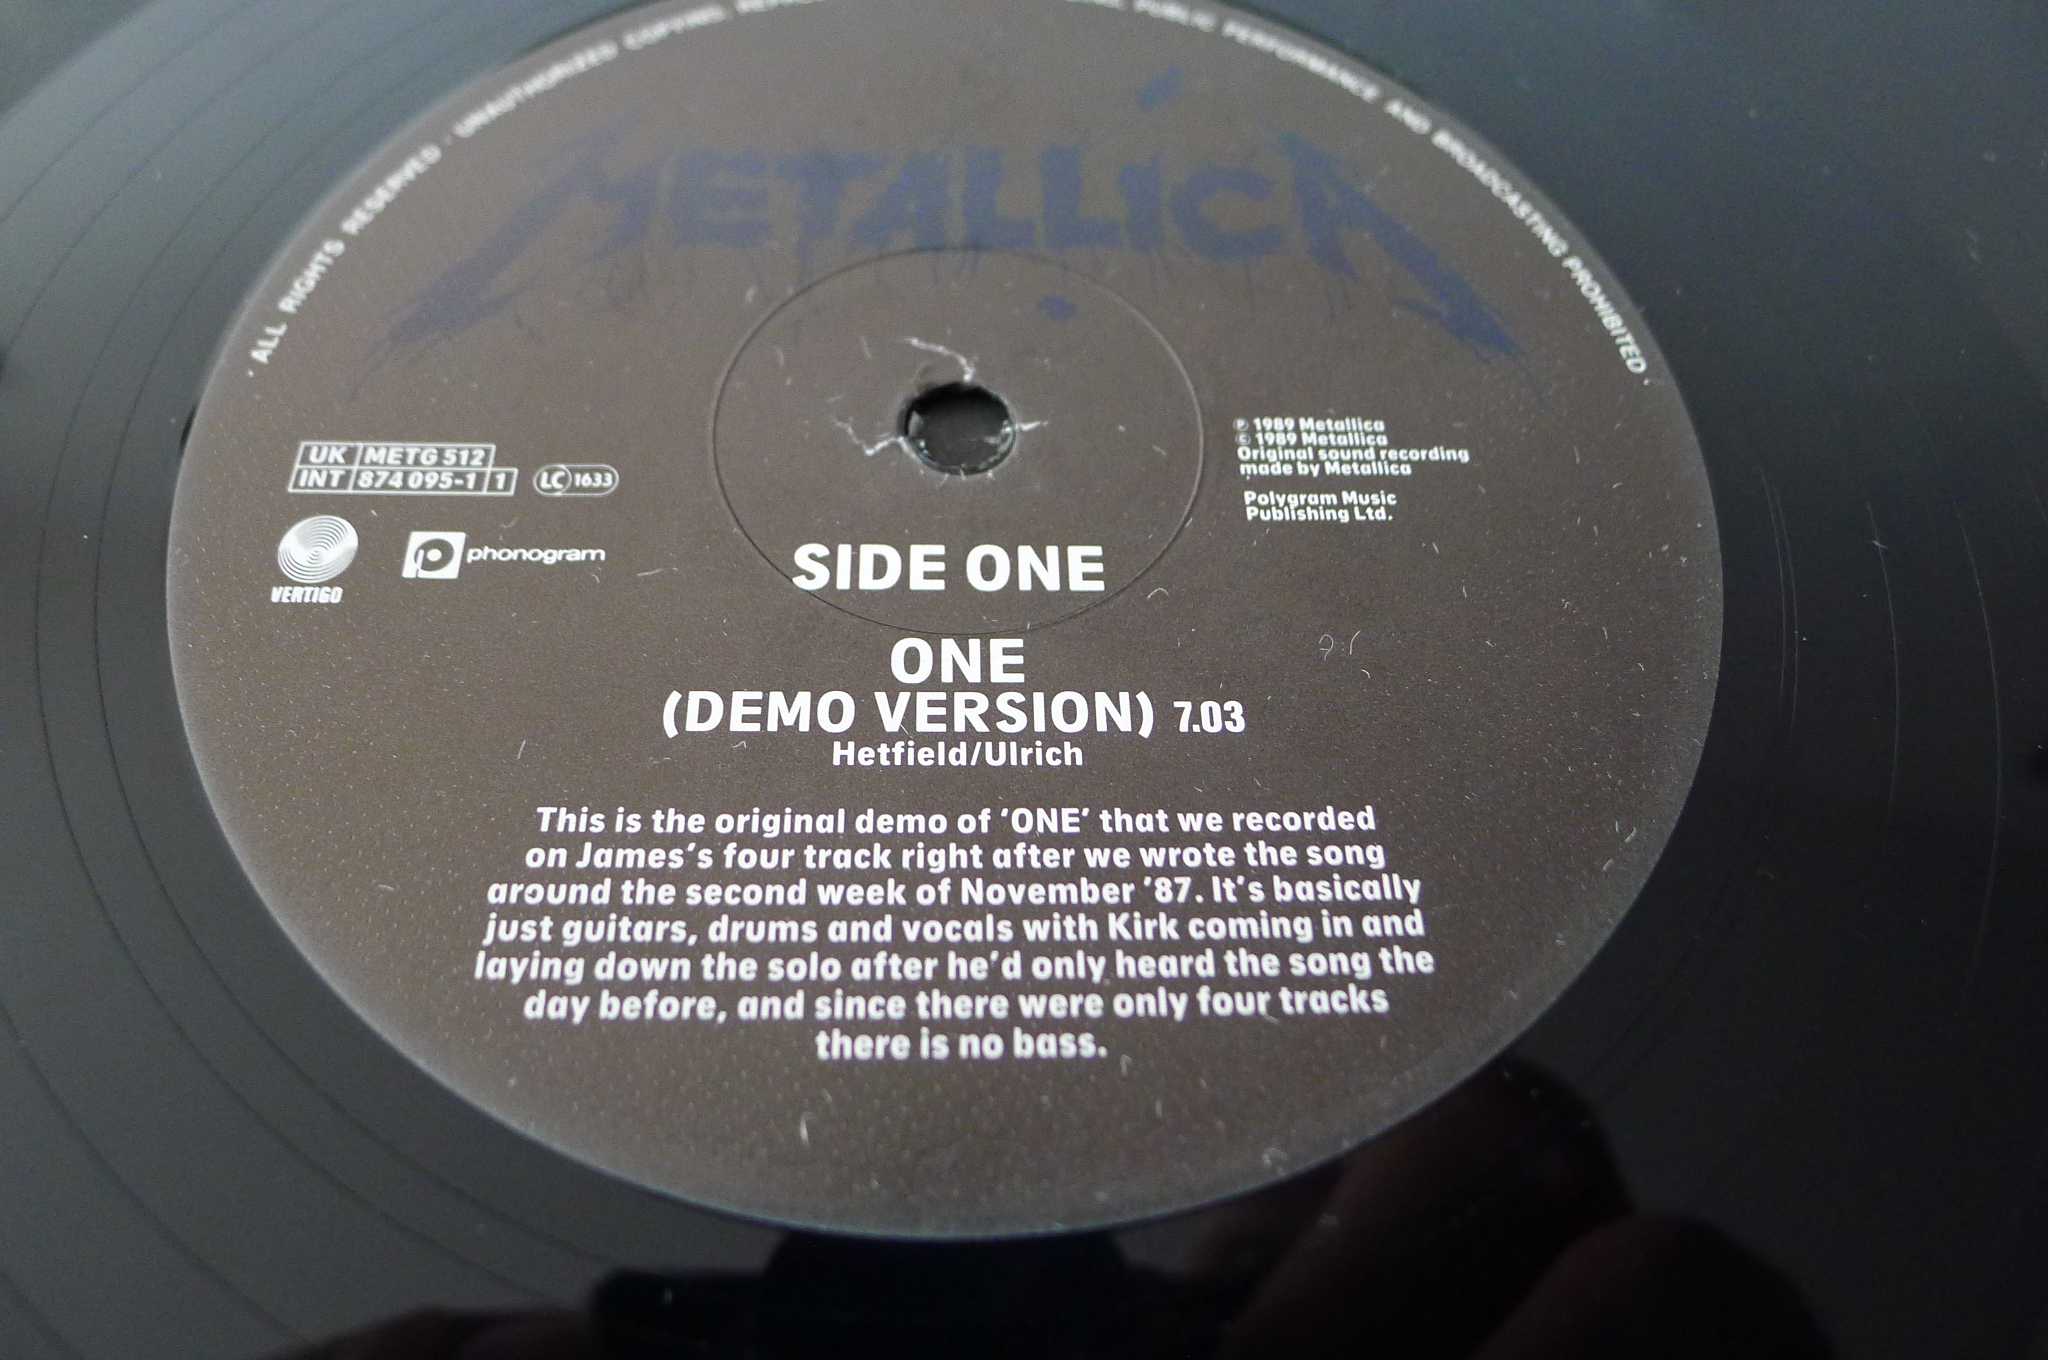 ALL RIGHTS RESERVED · UNAUTHORIZED COPYING,
PUBLIC PERFORMANCE AND BROADCASTING PROHIBITED
METALLICA
UK METG 512
INT 874 095-1 1
LC 1633
VERTIGO
phonogram
℗ 1989 Metallica
© 1989 Metallica
Original sound recording
made by Metallica
Polygram Music
Publishing Ltd.
SIDE ONE
ONE
(DEMO VERSION) 7.03
Hetfield/Ulrich
This is the original demo of ‘ONE’ that we recorded
on James’s four track right after we wrote the song
around the second week of November ’87. It’s basically
just guitars, drums and vocals with Kirk coming in and
laying down the solo after he’d only heard the song the
day before, and since there were only four tracks
there is no bass.